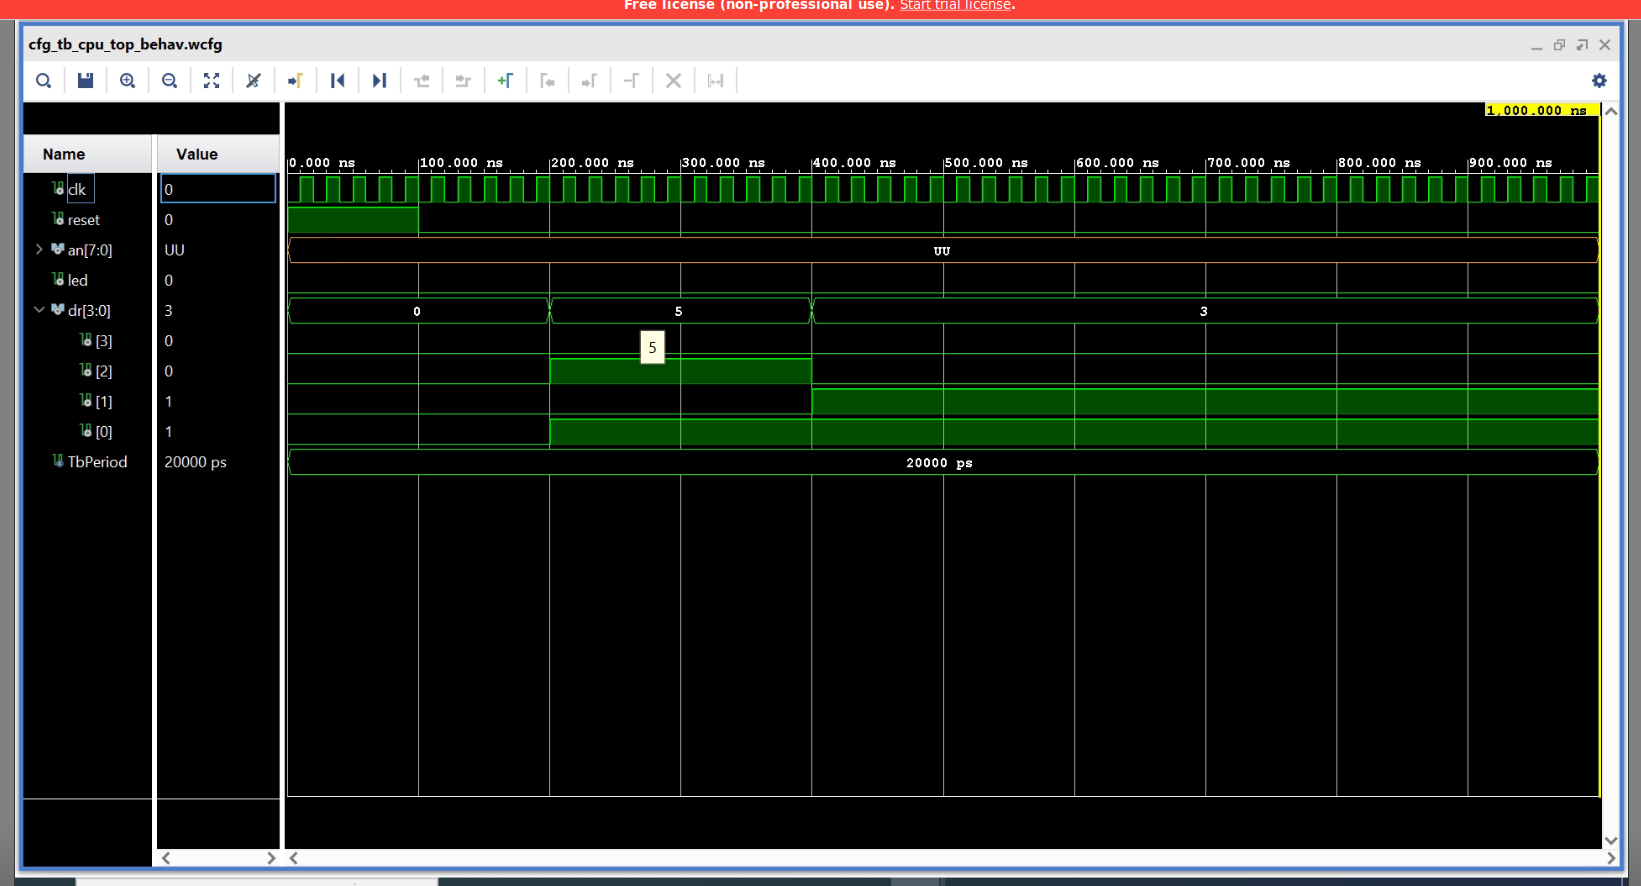 Free license (non-professional use). Start trial license.
cfg_tb_cpu_top_behav.wcfg
1,000.000 ns
Name Value
0.000 ns 100.000 ns 200.000 ns 300.000 ns 400.000 ns 500.000 ns 600.000 ns 700.000 ns 800.000 ns 900.000 ns
clk 0
reset 0
an[7:0] UU UU
led 0
dr[3:0] 3 0 5 3
[3] 0 5
[2] 0
[1] 1
[0] 1
TbPeriod 20000 ps 20000 ps